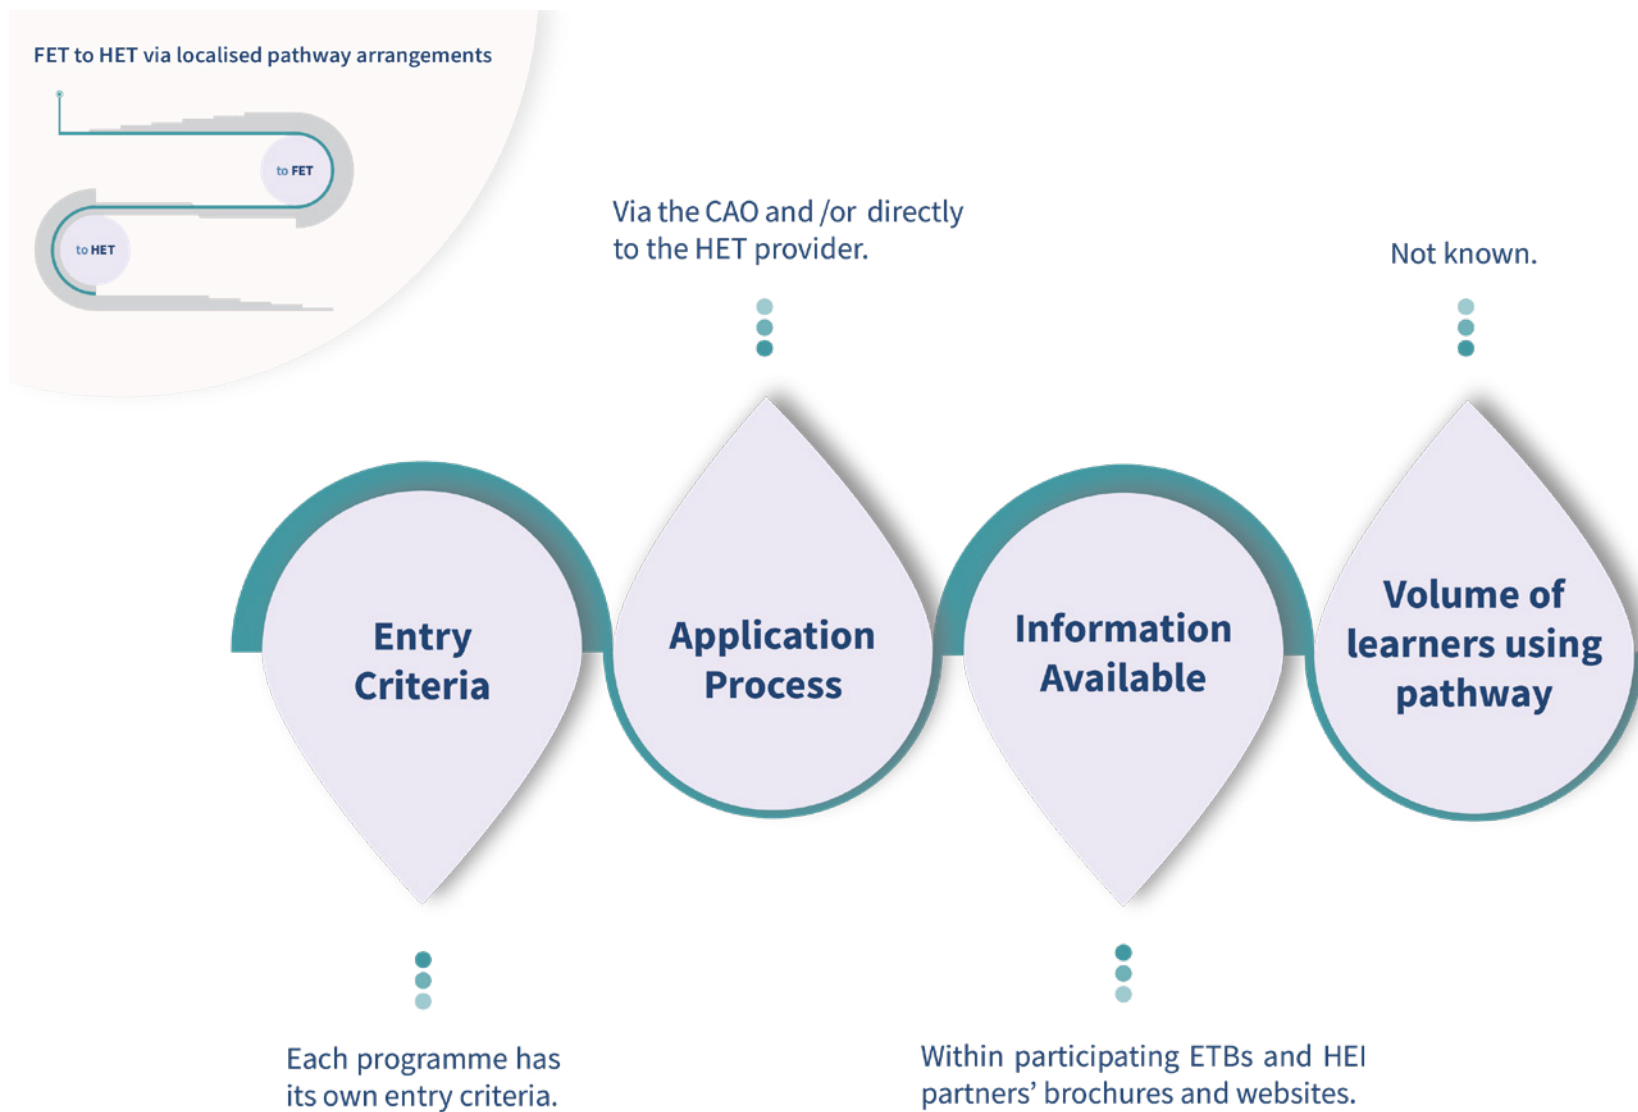 FET to HET via localised pathway arrangements
to FET
to HET
Via the CAO and /or directly
to the HET provider.
Not known.
Entry
Criteria
Application
Process
Information
Available
Volume of
learners using
pathway
Each programme has
its own entry criteria.
Within participating ETBs and HEI
partners’ brochures and websites.